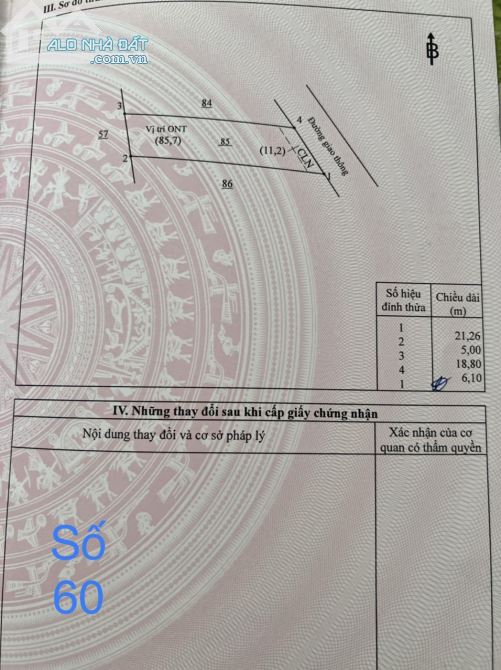 III. Sơ đồ
ALO NHÀ ĐẤT
.com.vn
B
3
84
4
Đường giao thông
57
Vị trí ONT
(85,7)
85
(11,2)
CLN
2
1
86
Số hiệu đỉnh thửa
Chiều dài (m)
1
21,26
2
5,00
3
18,80
4
6,10
1
IV. Những thay đổi sau khi cấp giấy chứng nhận
Nội dung thay đổi và cơ sở pháp lý
Xác nhận của cơ quan có thẩm quyền
Số
60